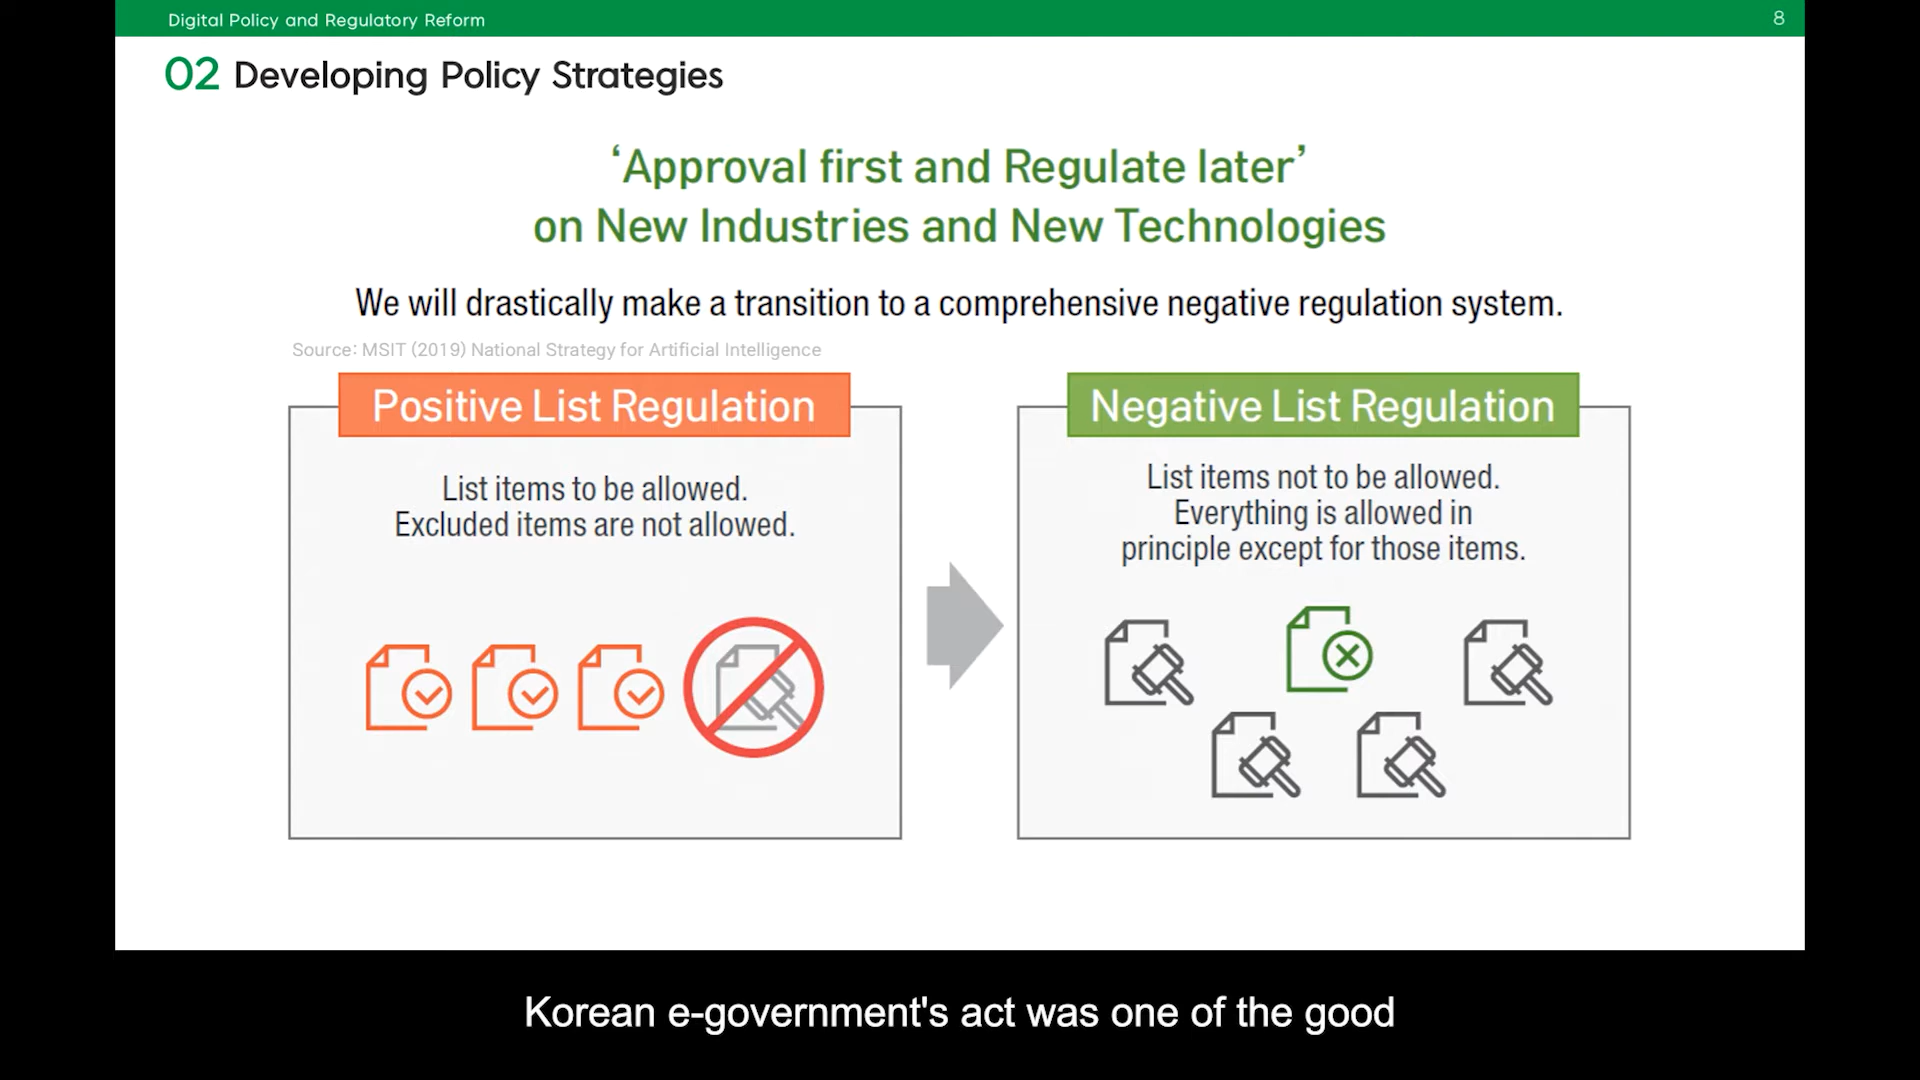 Digital Policy and Regulatory Reform
8
02 Developing Policy Strategies
‘Approval first and Regulate later’
on New Industries and New Technologies
We will drastically make a transition to a comprehensive negative regulation system.
Source: MSIT (2019) National Strategy for Artificial Intelligence
Positive List Regulation
List items to be allowed.
Excluded items are not allowed.
Negative List Regulation
List items not to be allowed.
Everything is allowed in
principle except for those items.
Korean e-government's act was one of the good